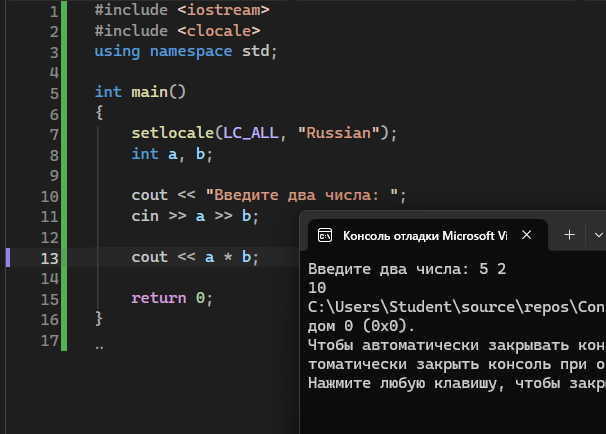 1 #include <iostream>
2 #include <clocale>
3 using namespace std;
4
5 int main()
6 {
7 setlocale(LC_ALL, "Russian");
8 int a, b;
9
10 cout << "Введите два числа: ";
11 cin >> a >> b;
12
13 cout << a * b;
14
15 return 0;
16 }
17 ..
Консоль отладки Microsoft Vi
Введите два числа: 5 2
10
C:\Users\Student\source\repos\Con
дом 0 (0x0).
Чтобы автоматически закрывать кон
томатически закрыть консоль при о
Нажмите любую клавишу, чтобы закр